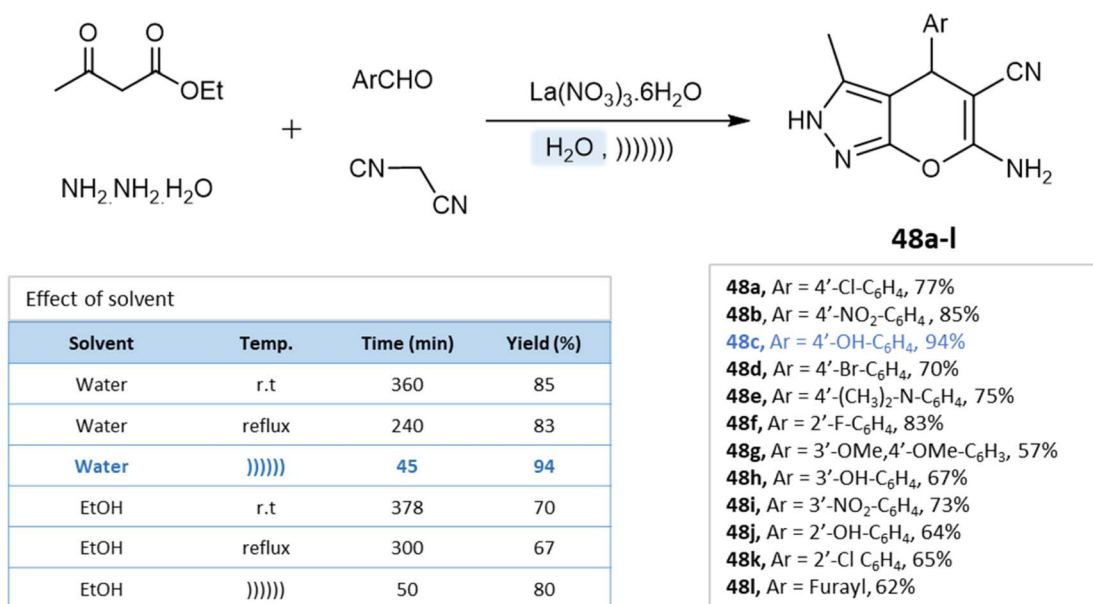 O O
OEt
NH₂.NH₂.H₂O
+
ArCHO
CN
CN
La(NO₃)₃.6H₂O
H₂O , )))))))
Ar
CN
HN
N
O
NH₂
48a-l
Effect of solvent
Solvent Temp. Time (min) Yield (%)
Water r.t 360 85
Water reflux 240 83
Water )))))) 45 94
EtOH r.t 378 70
EtOH reflux 300 67
EtOH )))))) 50 80
48a, Ar = 4’-Cl-C₆H₄, 77%
48b, Ar = 4’-NO₂-C₆H₄ , 85%
48c, Ar = 4’-OH-C₆H₄, 94%
48d, Ar = 4’-Br-C₆H₄, 70%
48e, Ar = 4’-(CH₃)₂-N-C₆H₄, 75%
48f, Ar = 2’-F-C₆H₄, 83%
48g, Ar = 3’-OMe,4’-OMe-C₆H₃, 57%
48h, Ar = 3’-OH-C₆H₄, 67%
48i, Ar = 3’-NO₂-C₆H₄, 73%
48j, Ar = 2’-OH-C₆H₄, 64%
48k, Ar = 2’-Cl C₆H₄, 65%
48l, Ar = Furayl, 62%